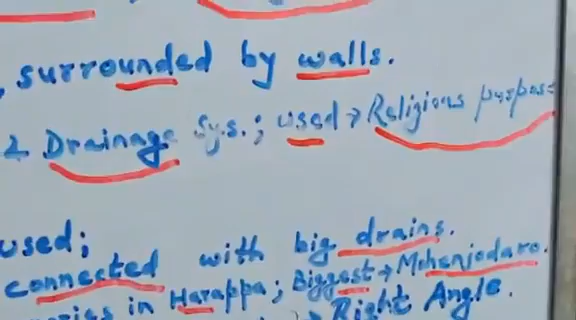 , surrounded by walls.
2 Drainage Sys.; used → Religious purpose
used;
connected with big drains.
in Harappa; Biggest → Mohenjodaro.
→ Right Angle.